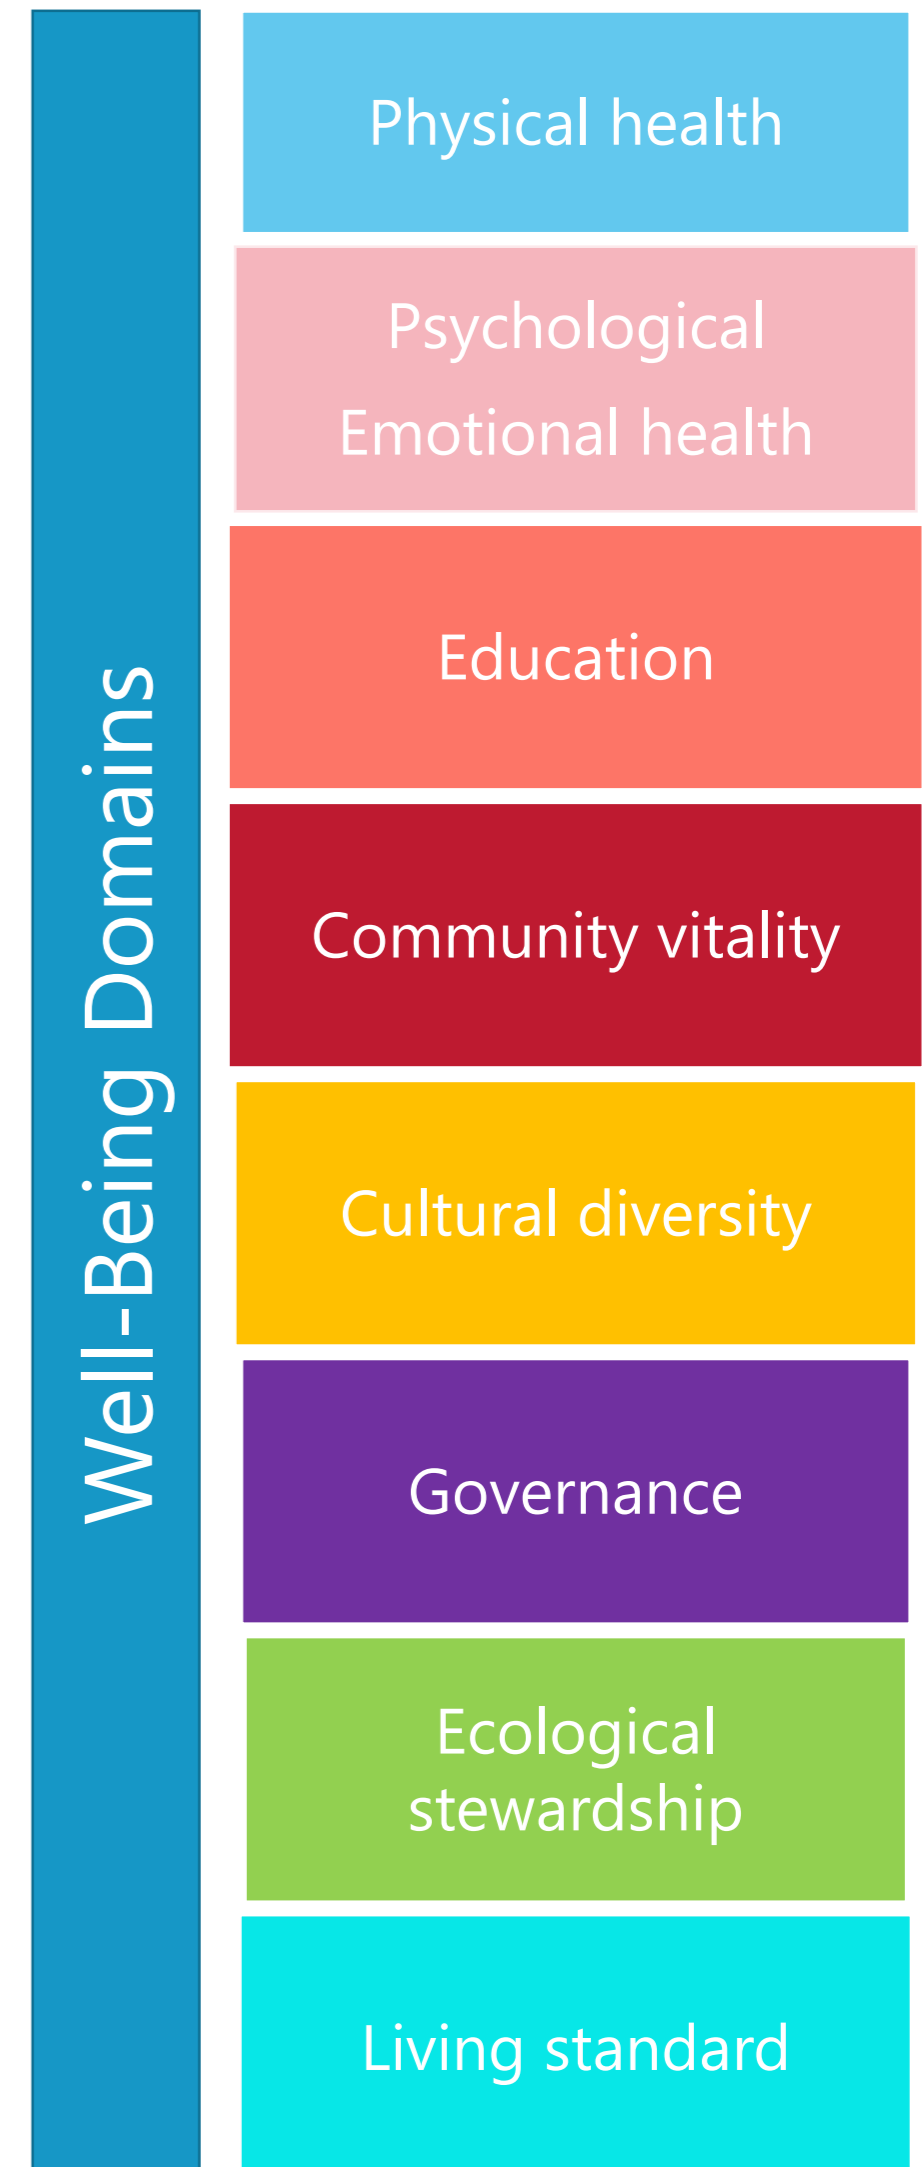 Well-Being Domains
Physical health
Psychological
Emotional health
Education
Community vitality
Cultural diversity
Governance
Ecological
stewardship
Living standard